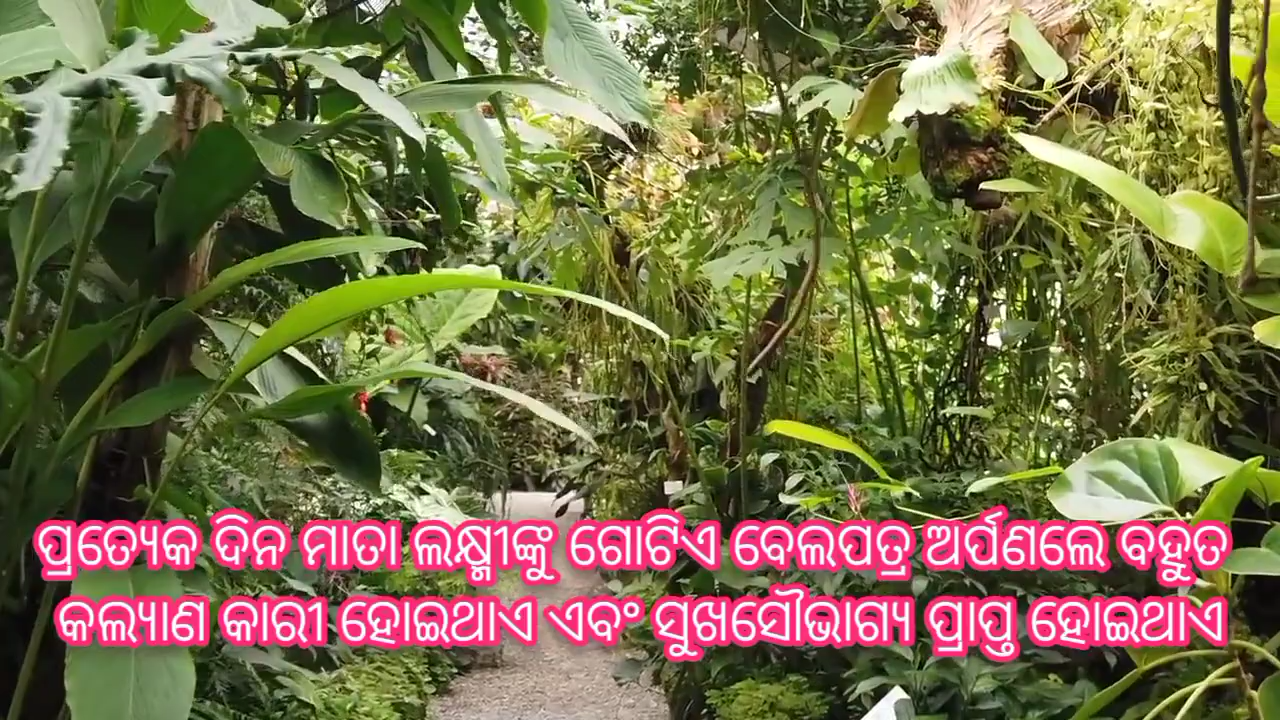 ପ୍ରତ୍ୟେକ ଦିନ ମାତା ଲକ୍ଷ୍ମୀଙ୍କୁ ଗୋଟିଏ ବେଲପତ୍ର ଅର୍ପଣଲେ ବହୁତ
କଲ୍ୟାଣ କାରୀ ହୋଇଥାଏ ଏବଂ ସୁଖସୌଭାଗ୍ୟ ପ୍ରାପ୍ତ ହୋଇଥାଏ